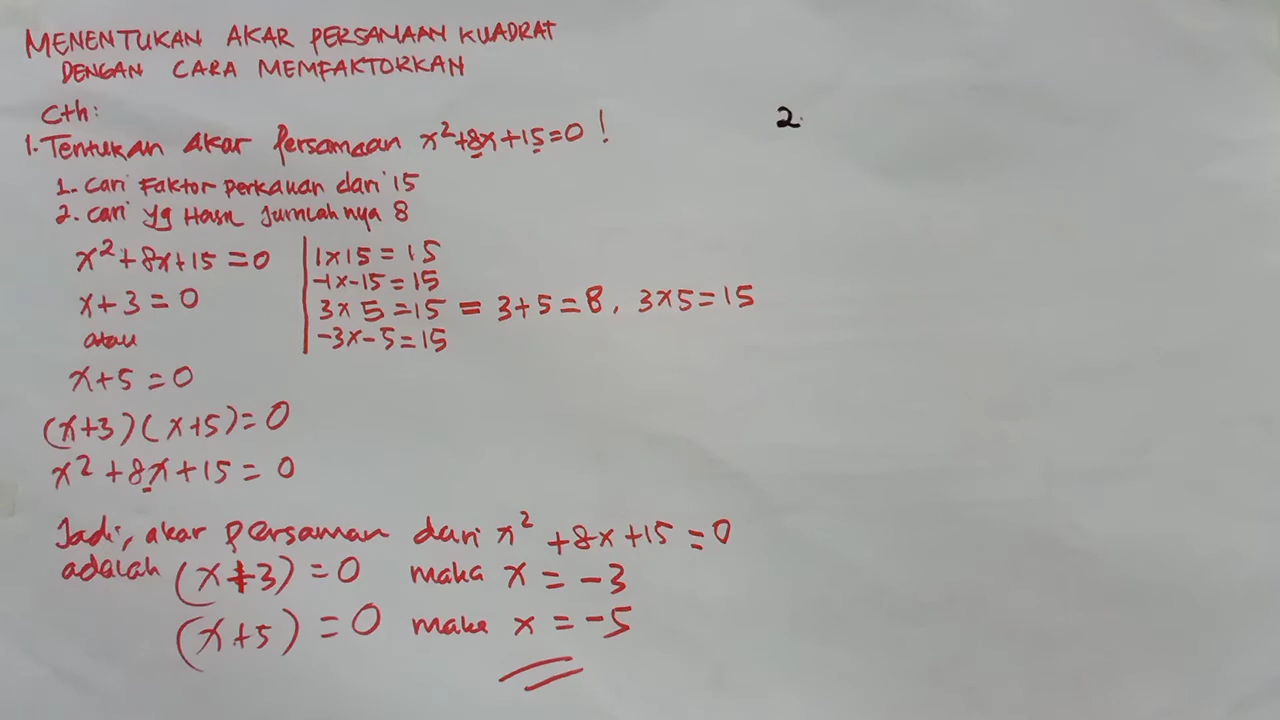 MENENTUKAN AKAR PERSAMAAN KUADRAT
DENGAN CARA MEMFAKTORKAN
Cth:
1. Tentukan Akar Persamaan x²+8x+15=0 !
1. Cari Faktor perkalian dari 15
2. Cari yg Hasil Jumlahnya 8
x²+8x+15=0
x+3=0
atau
x+5=0
1x15=15
-1x-15=15
3x5=15 = 3+5=8, 3x5=15
-3x-5=15
(x+3)(x+5)=0
x²+8x+15=0
Jadi, akar persaman dari x²+8x+15=0
adalah (x+3)=0 maka x=-3
(x+5)=0 maka x=-5
2.